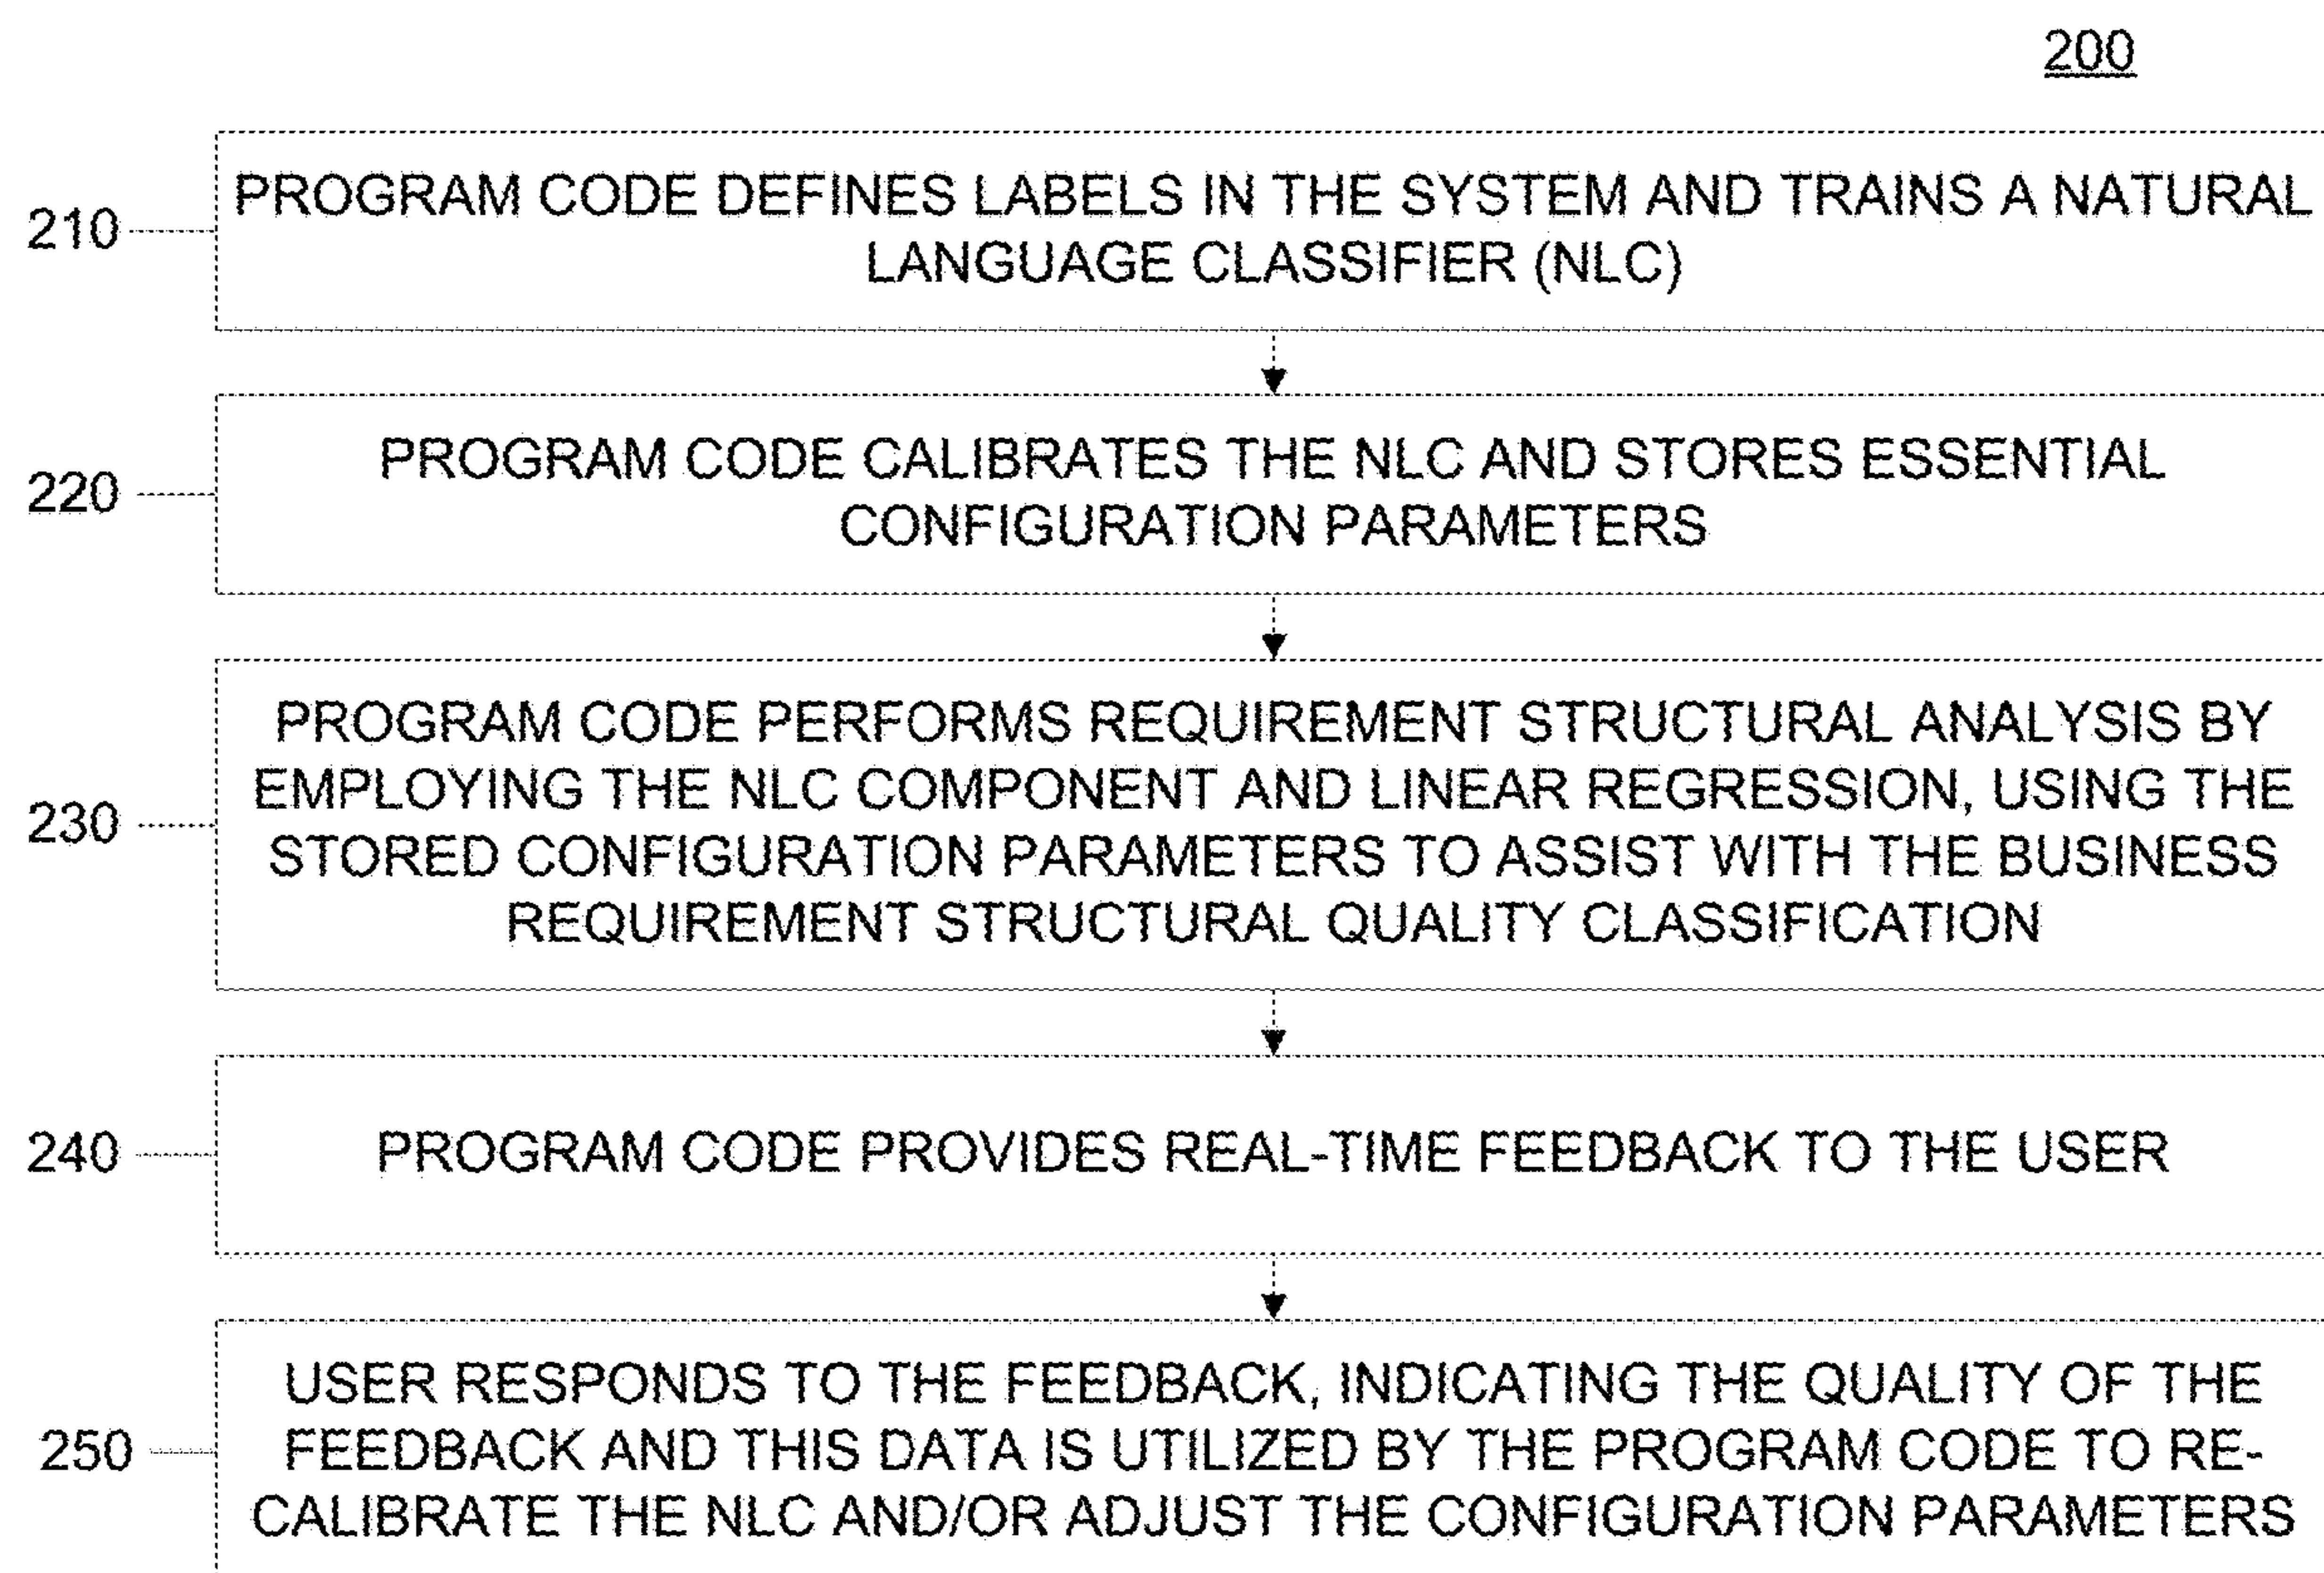 200
210
PROGRAM CODE DEFINES LABELS IN THE SYSTEM AND TRAINS A NATURAL
LANGUAGE CLASSIFIER (NLC)
220
PROGRAM CODE CALIBRATES THE NLC AND STORES ESSENTIAL
CONFIGURATION PARAMETERS
230
PROGRAM CODE PERFORMS REQUIREMENT STRUCTURAL ANALYSIS BY
EMPLOYING THE NLC COMPONENT AND LINEAR REGRESSION, USING THE
STORED CONFIGURATION PARAMETERS TO ASSIST WITH THE BUSINESS
REQUIREMENT STRUCTURAL QUALITY CLASSIFICATION
240
PROGRAM CODE PROVIDES REAL-TIME FEEDBACK TO THE USER
250
USER RESPONDS TO THE FEEDBACK, INDICATING THE QUALITY OF THE
FEEDBACK AND THIS DATA IS UTILIZED BY THE PROGRAM CODE TO RE-
CALIBRATE THE NLC AND/OR ADJUST THE CONFIGURATION PARAMETERS